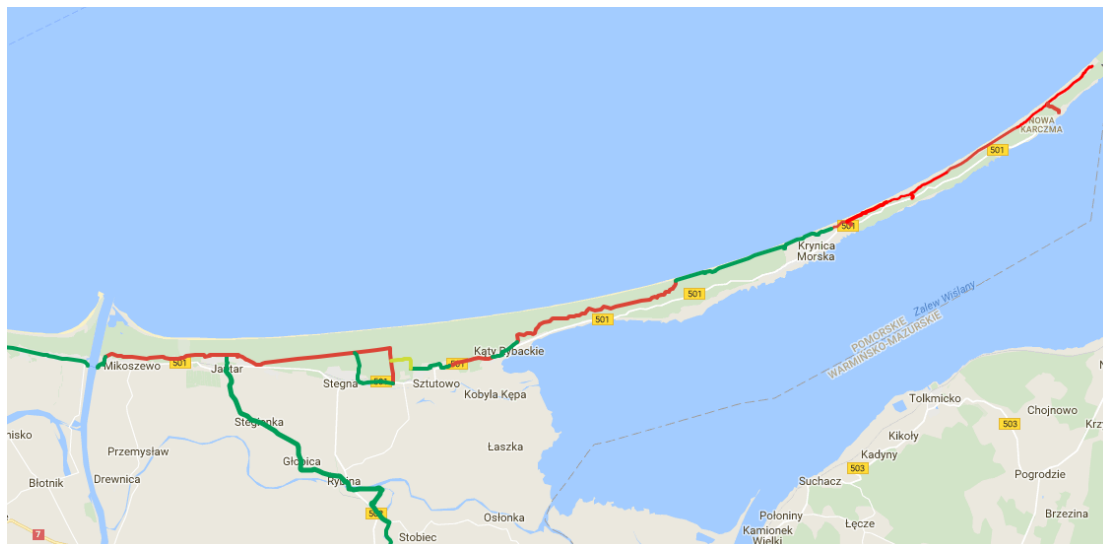 NOWA
KARCZMA
501
501
Krynica
Morska
501
501
Zalew Wiślany
POMORSKIE
WARMIŃSKO-MAZURSKIE
Kąty Rybackie
Mikoszewo
501
Jantar
501
Stegna
Sztutowo
Kobyla Kępa
Tolkmicko
Chojnowo
503
Stegienka
Kikoły
Łaszka
Przemysław
Kadyny
Głobica
503
Pogrodzie
Błotnik
Drewnica
Rybina
Suchacz
Brzezina
Osłonka
Połoniny
Łęcze
7
Stobiec
Kamionek
Wielki